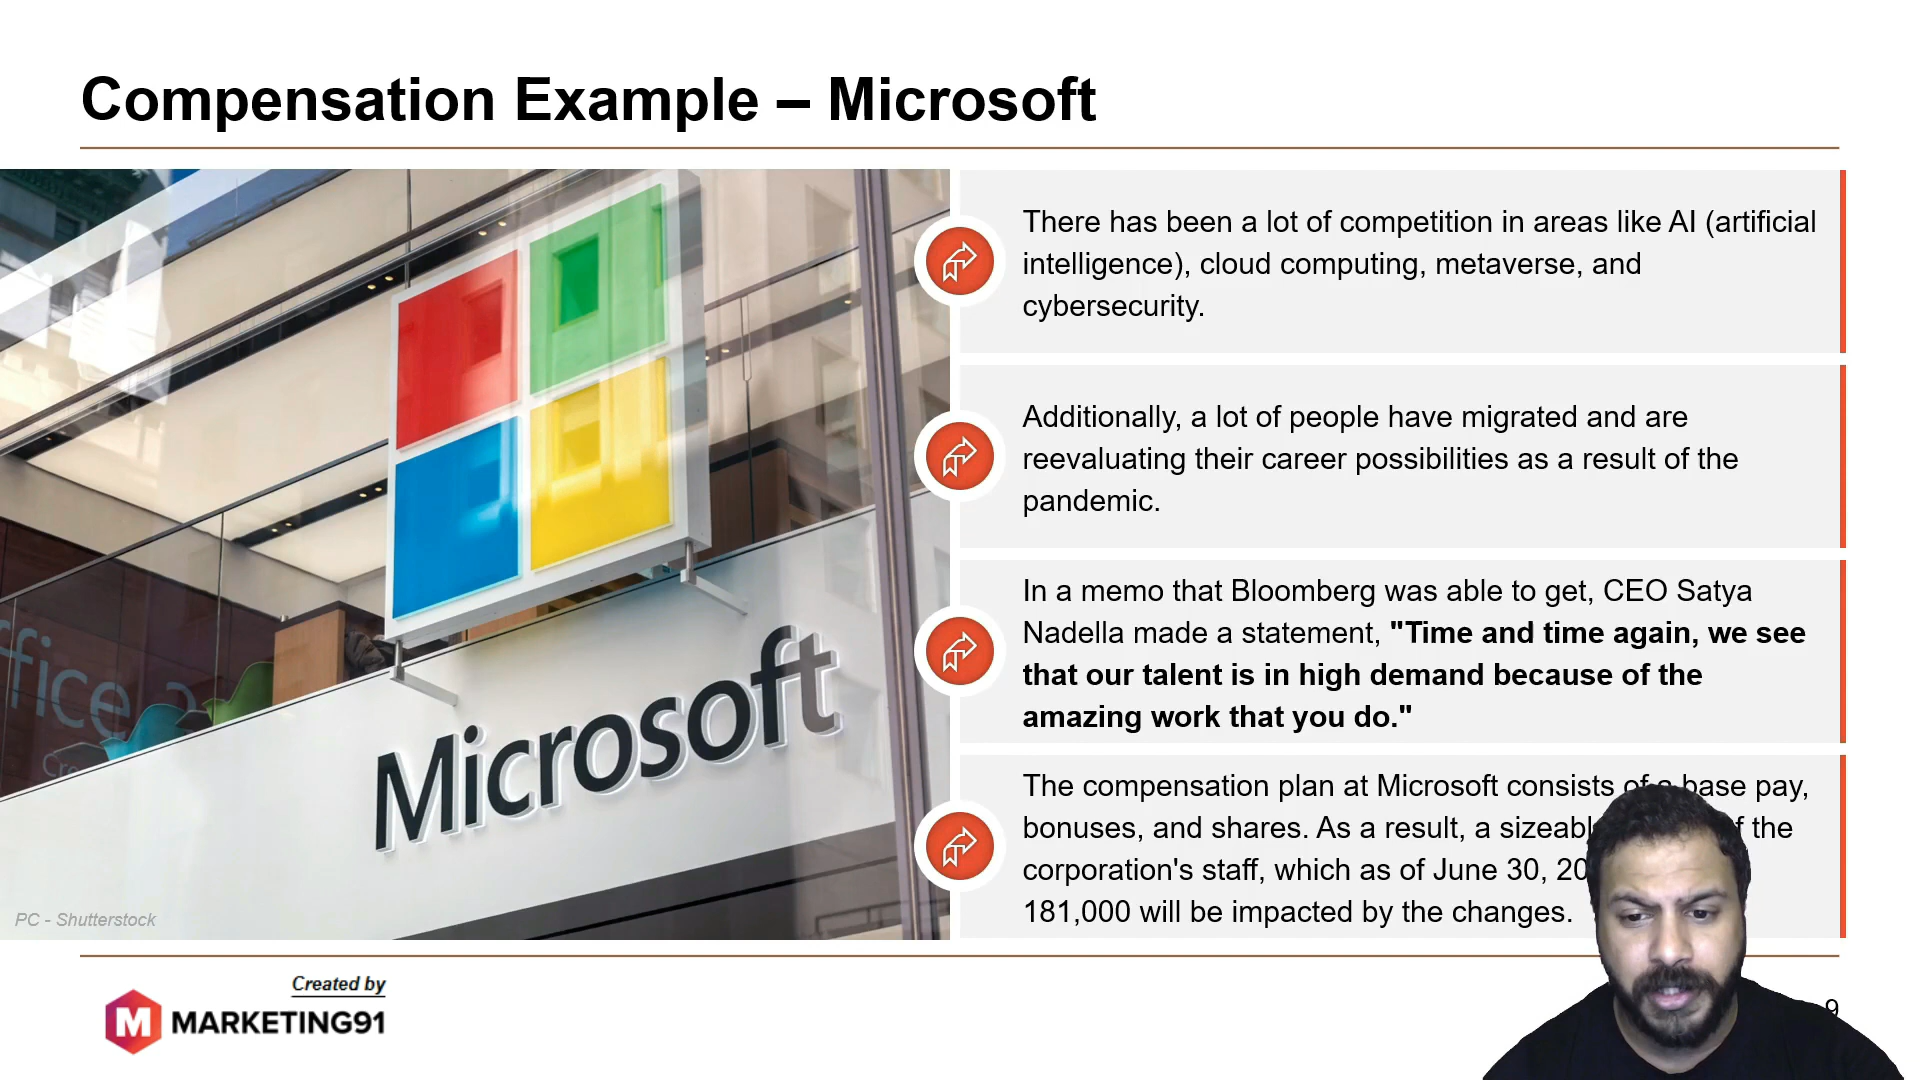 Compensation Example – Microsoft
There has been a lot of competition in areas like AI (artificial
intelligence), cloud computing, metaverse, and
cybersecurity.
Additionally, a lot of people have migrated and are
reevaluating their career possibilities as a result of the
pandemic.
In a memo that Bloomberg was able to get, CEO Satya
Nadella made a statement, "Time and time again, we see
that our talent is in high demand because of the
amazing work that you do."
The compensation plan at Microsoft consists of a base pay,
bonuses, and shares. As a result, a the
corporation's staff, which as of June 30,
181,000 will be impacted by the changes.
Microsoft
PC - Shutterstock
Created by
M MARKETING91
9